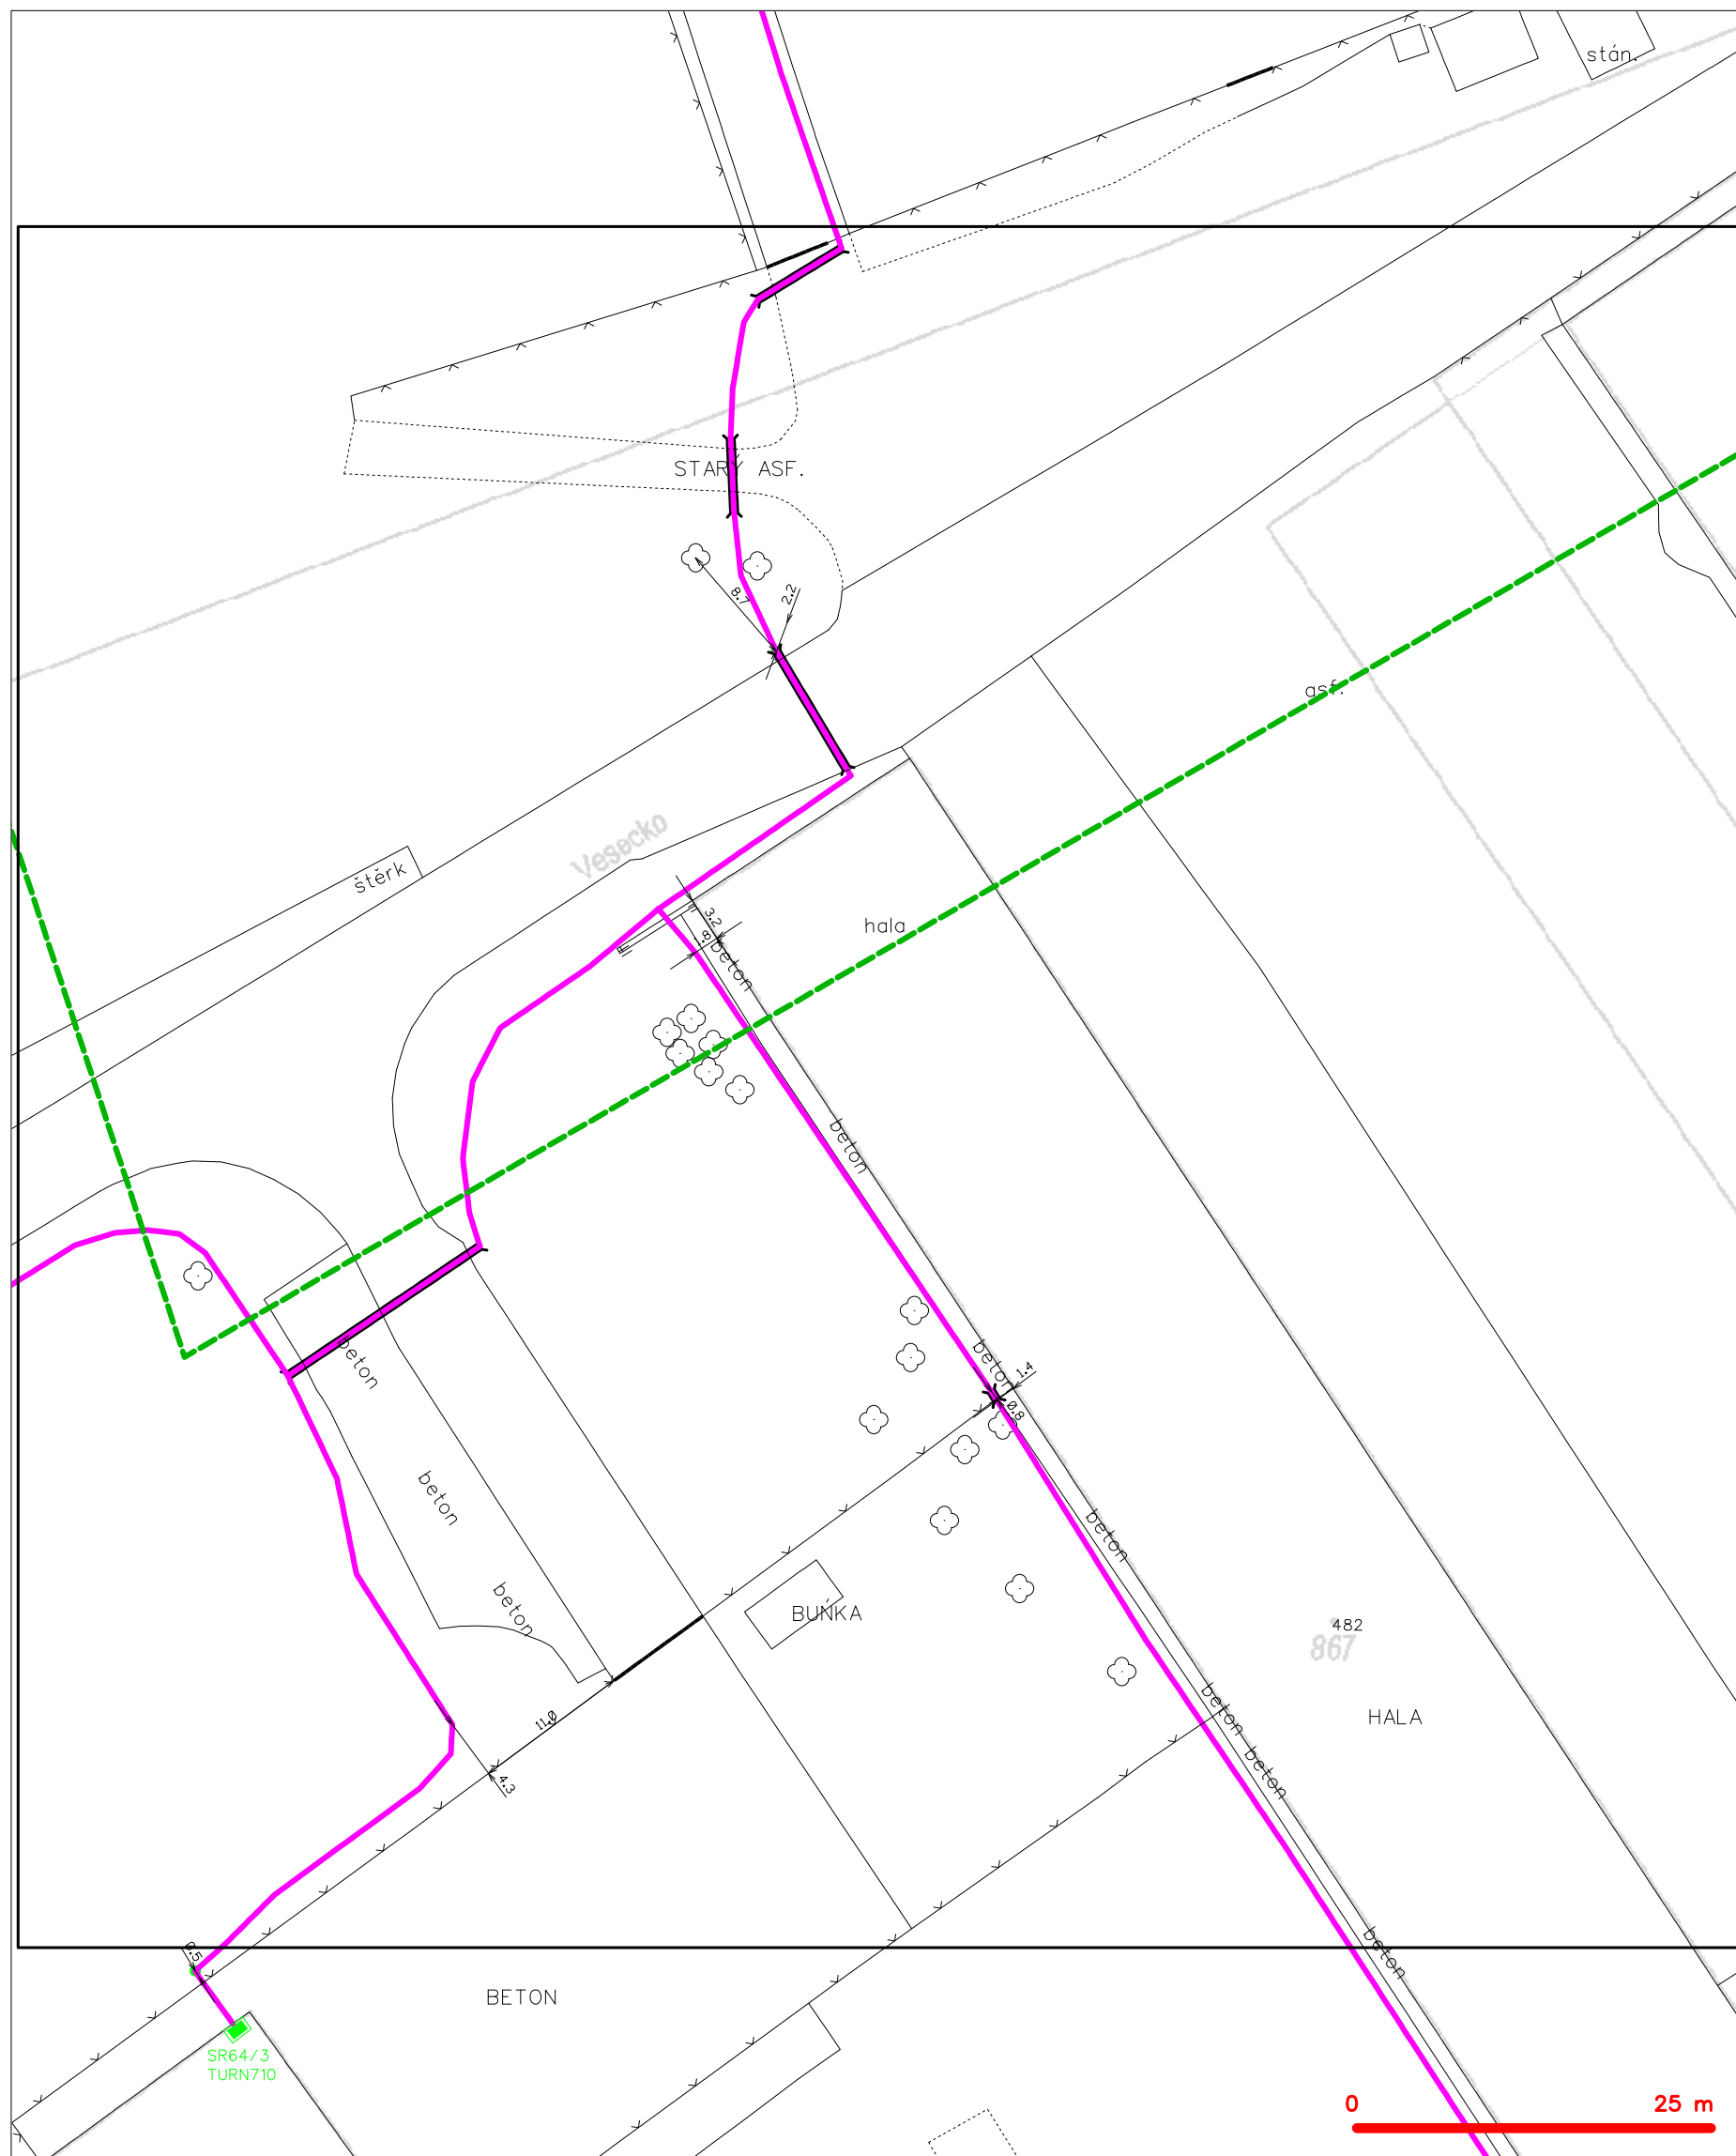 stán.
STARÝ ASF.
8.7
2.2
asf.
Vesecko
štěrk
hala
3.2
1.8
beton
beton
beton
beton
1.4
0.8
beton
beton
beton
BUŇKA
482
867
beton
HALA
11.0
beton
4.3
beton
0.5
BETON
SR64/3
TURN710
0
25 m